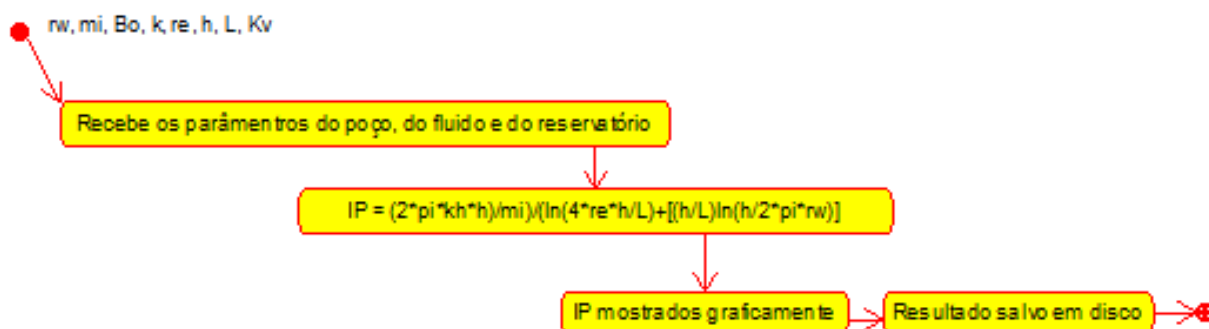 rw, mi, Bo, k, re, h, L, Kv
Recebe os parâmentros do poço, do fluido e do reservatório
IP = (2*pi*kh*h)/mi)/(ln(4*re*h/L)+[(h/L)ln(h/2*pi*rw)]
IP mostrados graficamente
Resultado salvo em disco